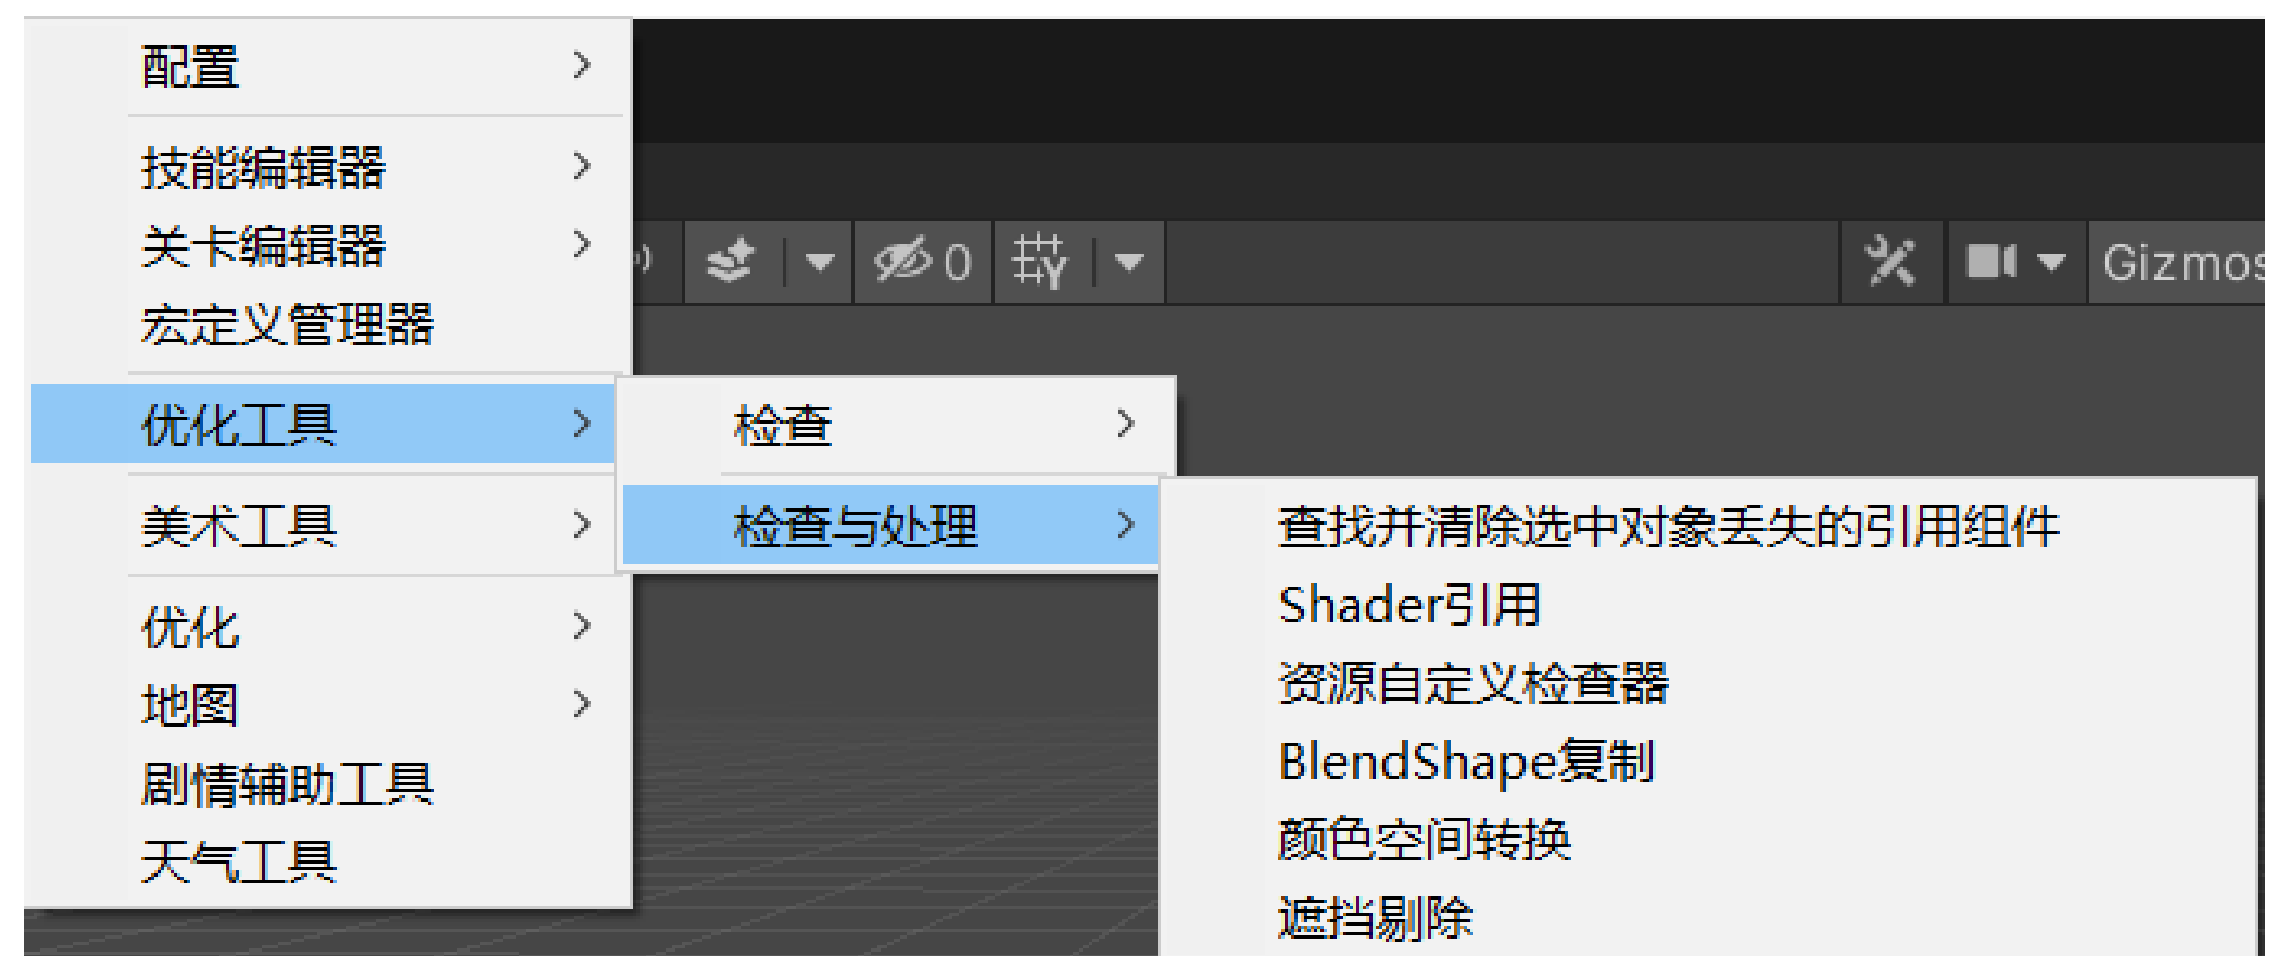 配置
技能编辑器
关卡编辑器
宏定义管理器
优化工具
美术工具
优化
地图
剧情辅助工具
天气工具
0
Gizmos
检查
检查与处理
查找并清除选中对象丢失的引用组件
Shader引用
资源自定义检查器
BlendShape复制
颜色空间转换
遮挡剔除